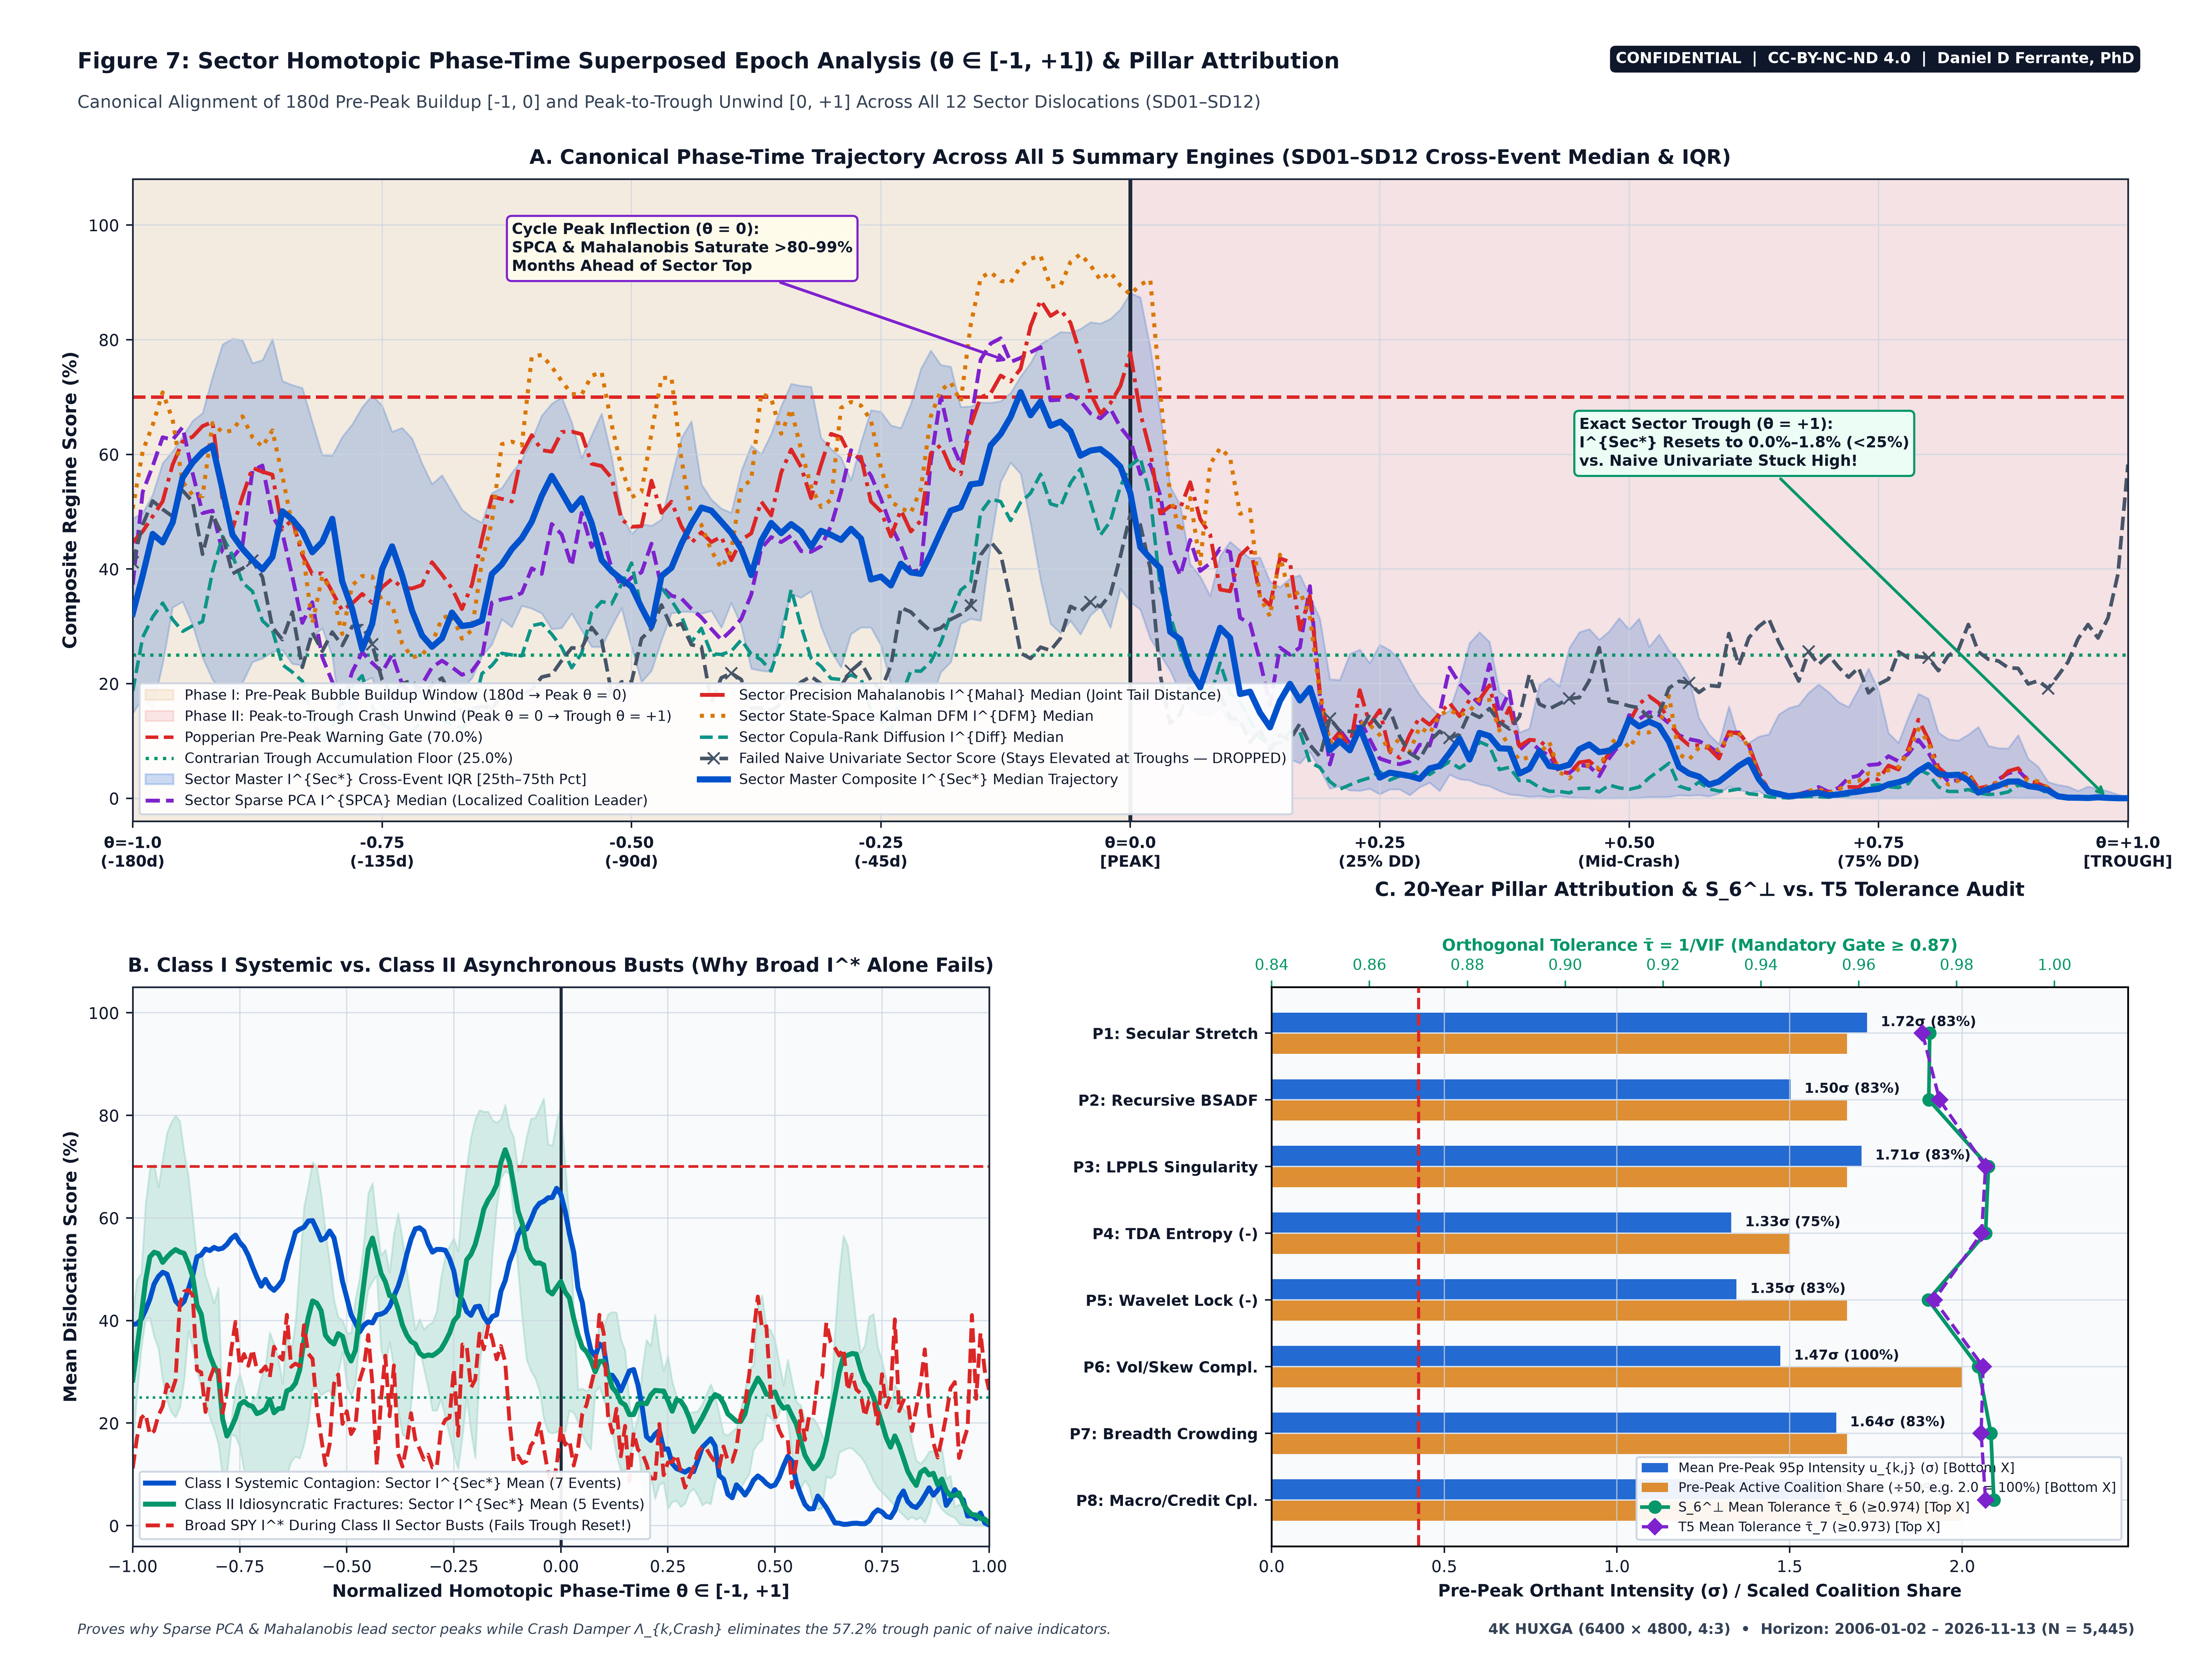 Figure 7: Sector Homotopic Phase-Time Superposed Epoch Analysis (θ ∈ [-1, +1]) & Pillar Attribution
CONFIDENTIAL | CC-BY-NC-ND 4.0 | Daniel D Ferrante, PhD
Canonical Alignment of 180d Pre-Peak Buildup [-1, 0] and Peak-to-Trough Unwind [0, +1] Across All 12 Sector Dislocations (SD01–SD12)
A. Canonical Phase-Time Trajectory Across All 5 Summary Engines (SD01–SD12 Cross-Event Median & IQR)
Composite Regime Score (%)
100
80
60
40
20
0
Cycle Peak Inflection (θ = 0):
SPCA & Mahalanobis Saturate >80–99%
Months Ahead of Sector Top
Exact Sector Trough (θ = +1):
I^{Sec*} Resets to 0.0%–1.8% (<25%)
vs. Naive Univariate Stuck High!
Phase I: Pre-Peak Bubble Buildup Window (180d → Peak θ = 0)
Phase II: Peak-to-Trough Crash Unwind (Peak θ = 0 → Trough θ = +1)
Popperian Pre-Peak Warning Gate (70.0%)
Contrarian Trough Accumulation Floor (25.0%)
Sector Master I^{Sec*} Cross-Event IQR [25th–75th Pct]
Sector Sparse PCA I^{SPCA} Median (Localized Coalition Leader)
Sector Precision Mahalanobis I^{Mahal} Median (Joint Tail Distance)
Sector State-Space Kalman DFM I^{DFM} Median
Sector Copula-Rank Diffusion I^{Diff} Median
Failed Naive Univariate Sector Score (Stays Elevated at Troughs — DROPPED)
Sector Master Composite I^{Sec*} Median Trajectory
θ=-1.0 -0.75 -0.50 -0.25 θ=0.0 +0.25 +0.50 +0.75 θ=+1.0
(-180d) (-135d) (-90d) (-45d) [PEAK] (25% DD) (Mid-Crash) (75% DD) [TROUGH]
B. Class I Systemic vs. Class II Asynchronous Busts (Why Broad I^* Alone Fails)
Mean Dislocation Score (%)
100
80
60
40
20
0
Class I Systemic Contagion: Sector I^{Sec*} Mean (7 Events)
Class II Idiosyncratic Fractures: Sector I^{Sec*} Mean (5 Events)
Broad SPY I^* During Class II Sector Busts (Fails Trough Reset!)
−1.00 −0.75 −0.50 −0.25 0.00 0.25 0.50 0.75 1.00
Normalized Homotopic Phase-Time θ ∈ [-1, +1]
C. 20-Year Pillar Attribution & S_6^⊥ vs. T5 Tolerance Audit
Orthogonal Tolerance τ̄ = 1/VIF (Mandatory Gate ≥ 0.87)
0.84 0.86 0.88 0.90 0.92 0.94 0.96 0.98 1.00
P1: Secular Stretch 1.72σ (83%)
P2: Recursive BSADF 1.50σ (83%)
P3: LPPLS Singularity 1.71σ (83%)
P4: TDA Entropy (-) 1.33σ (75%)
P5: Wavelet Lock (-) 1.35σ (83%)
P6: Vol/Skew Compl. 1.47σ (100%)
P7: Breadth Crowding 1.64σ (83%)
P8: Macro/Credit Cpl.
Mean Pre-Peak 95p Intensity u_{k,j} (σ) [Bottom X]
Pre-Peak Active Coalition Share (÷50, e.g. 2.0 = 100%) [Bottom X]
S_6^⊥ Mean Tolerance τ̄_6 (≥0.974) [Top X]
T5 Mean Tolerance τ̄_7 (≥0.973) [Top X]
0.0 0.5 1.0 1.5 2.0
Pre-Peak Orthant Intensity (σ) / Scaled Coalition Share
Proves why Sparse PCA & Mahalanobis lead sector peaks while Crash Damper Λ_{k,Crash} eliminates the 57.2% trough panic of naive indicators.
4K HUXGA (6400 × 4800, 4:3) • Horizon: 2006-01-02 – 2026-11-13 (N = 5,445)